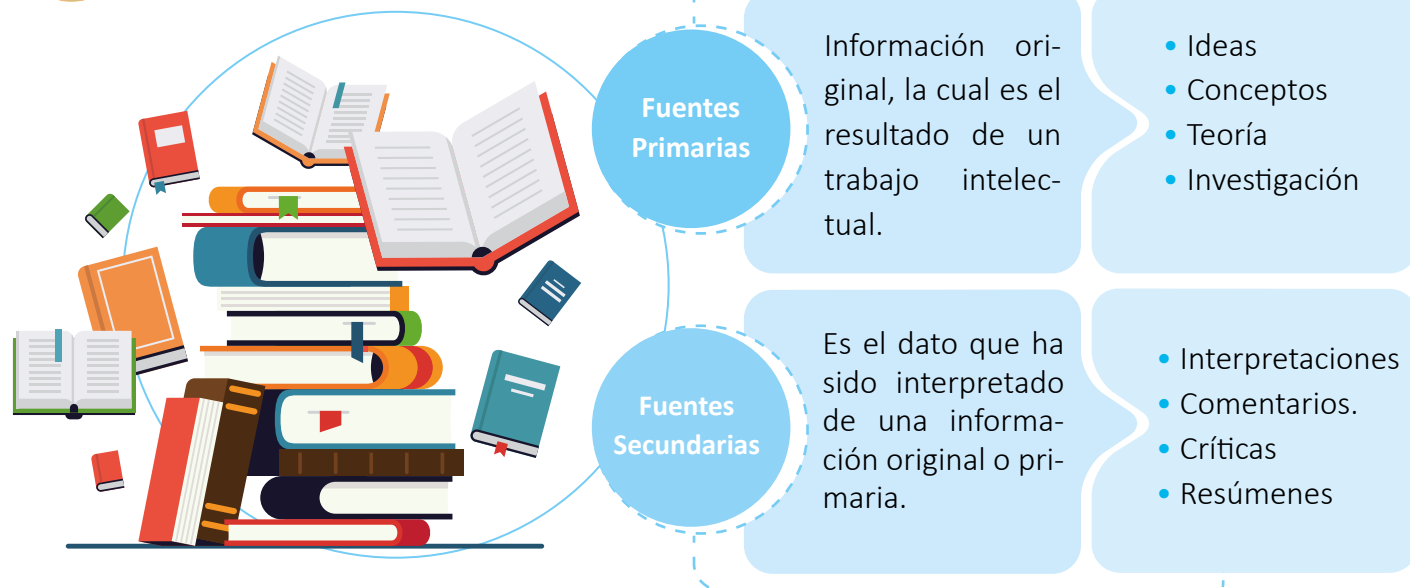 Fuentes
Primarias
Información ori-
ginal, la cual es el
resultado de un
trabajo intelec-
tual.
• Ideas
• Conceptos
• Teoría
• Investigación
Fuentes
Secundarias
Es el dato que ha
sido interpretado
de una informa-
ción original o pri-
maria.
• Interpretaciones
• Comentarios.
• Críticas
• Resúmenes